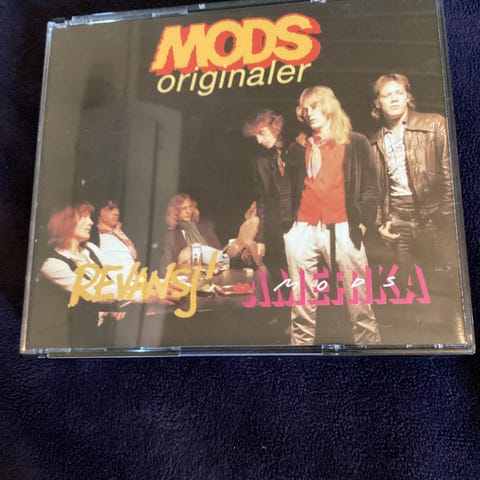 MODS
originaler
REVANSJ!
AMERIKA
MODS